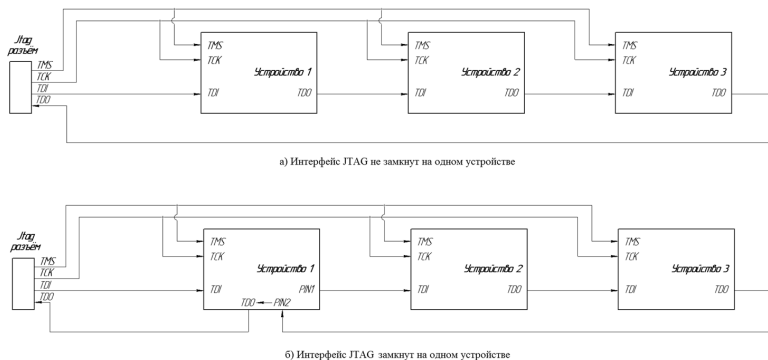 Jtag
разъём
TMS
TCK
TDI
TDO
TMS
TCK
Устройство 1
TDI
TDO
TMS
TCK
Устройство 2
TDI
TDO
TMS
TCK
Устройство 3
TDI
TDO
а) Интерфейс JTAG не замкнут на одном устройстве
Jtag
разъём
TMS
TCK
TDI
TDO
TMS
TCK
Устройство 1
TDI
PIN1
TDO
PIN2
TMS
TCK
Устройство 2
TDI
TDO
TMS
TCK
Устройство 3
TDI
TDO
б) Интерфейс JTAG замкнут на одном устройстве